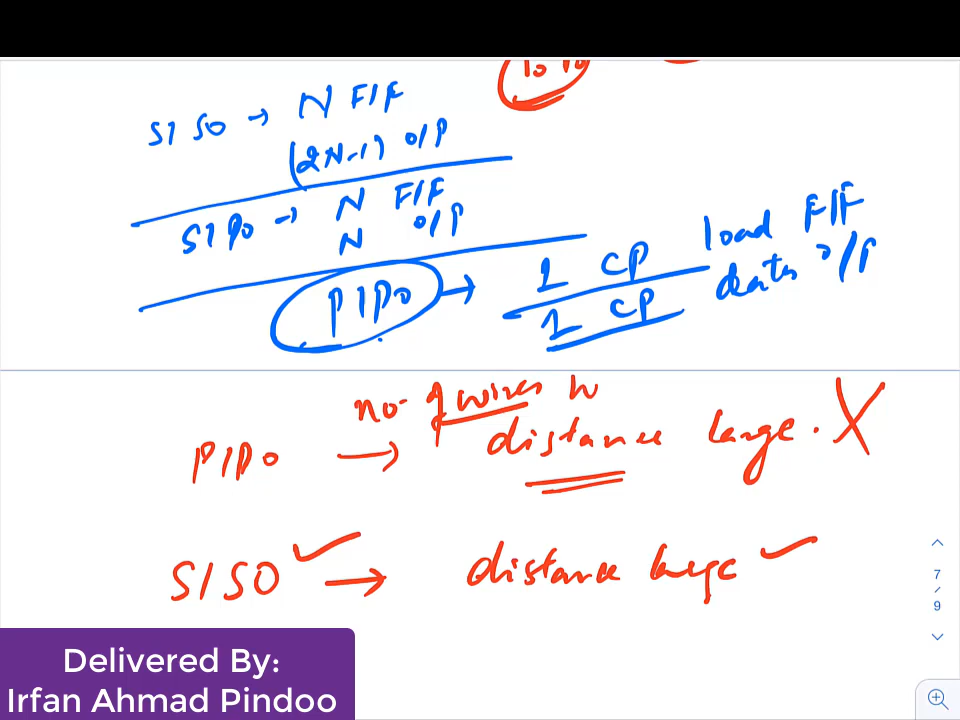 SISO → N F/F
(2N-1) O/P
SIPO → N F/F
N O/P
PIPO → 1 CP load F/F
1 CP data O/P
no. of wires
PIPO → distance large. X
SISO ✓ → distance large ✓
7
/
9
Delivered By:
Irfan Ahmad Pindoo